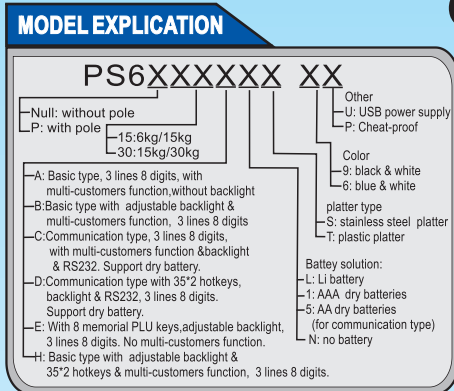 MODEL EXPLICATION
PS6XXXXXX XX
Null: without pole
P: with pole
15:6kg/15kg
30:15kg/30kg
A: Basic type, 3 lines 8 digits, with
multi-customers function,without backlight
B:Basic type with adjustable backlight &
multi-customers function, 3 lines 8 digits
C:Communication type, 3 lines 8 digits,
with multi-customers function &backlight
& RS232. Support dry battery.
D:Communication type with 35*2 hotkeys,
backlight & RS232, 3 lines 8 digits.
Support dry battery.
E: With 8 memorial PLU keys,adjustable backlight,
3 lines 8 digits. No multi-customers function.
H: Basic type with adjustable backlight &
35*2 hotkeys & multi-customers function, 3 lines 8 digits.
Other
U: USB power supply
P: Cheat-proof
Color
9: black & white
6: blue & white
platter type
S: stainless steel platter
T: plastic platter
Battey solution:
L: Li battery
1: AAA dry batteries
5: AA dry batteries
(for communication type)
N: no battery